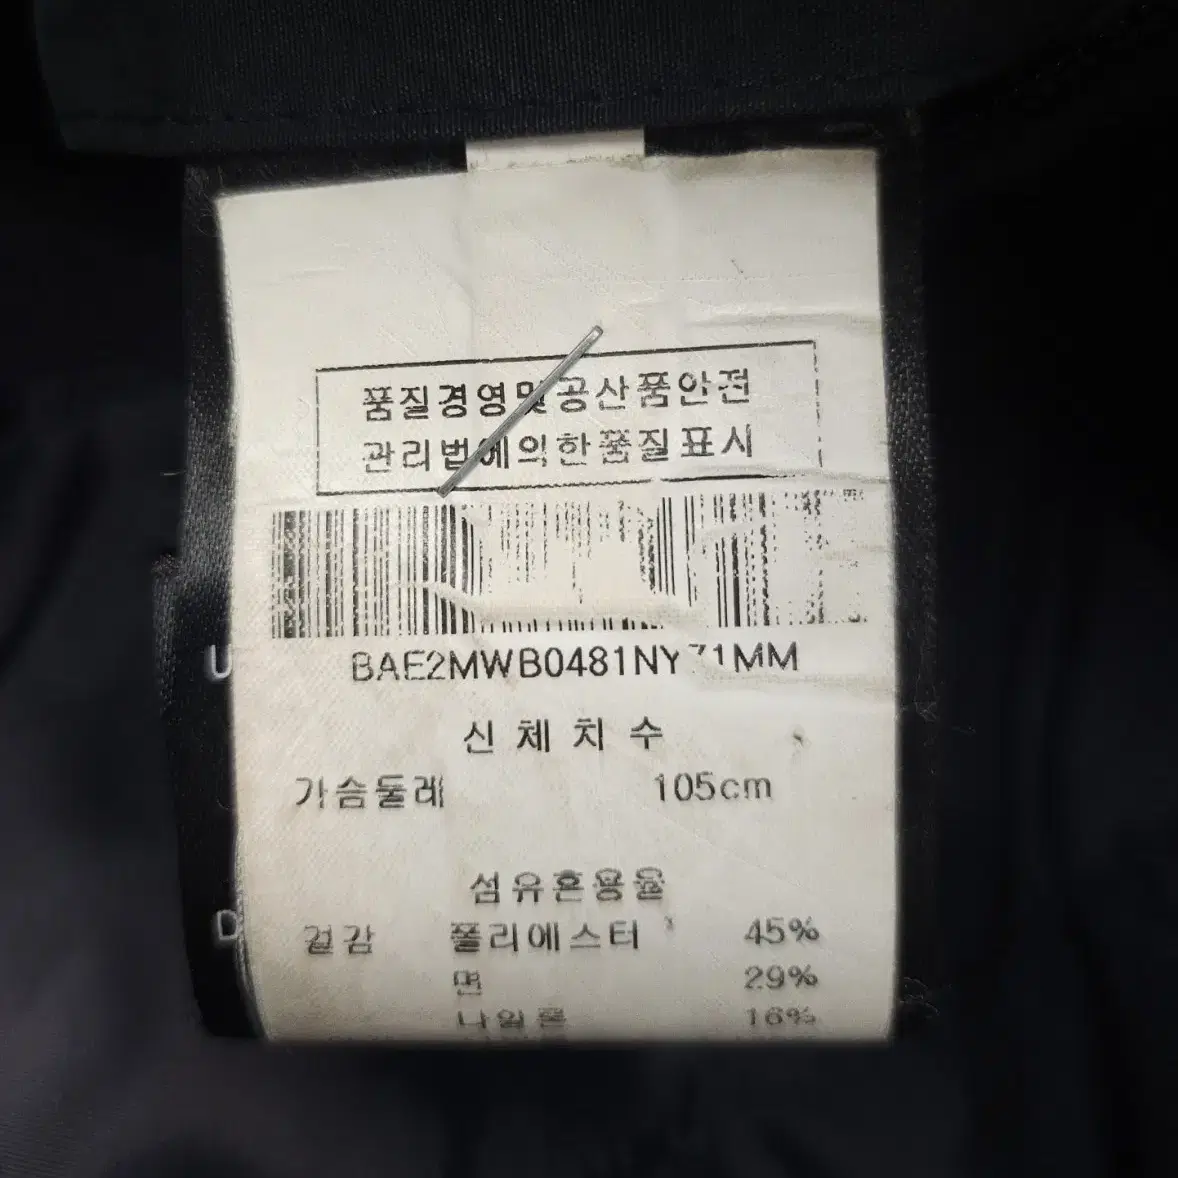 품질경영및공산품안전
관리법에의한품질표시
신체치수
가슴둘레 105cm
섬유혼용율
겉감 폴리에스터 45%
면 29%
나일론 16%
U
D